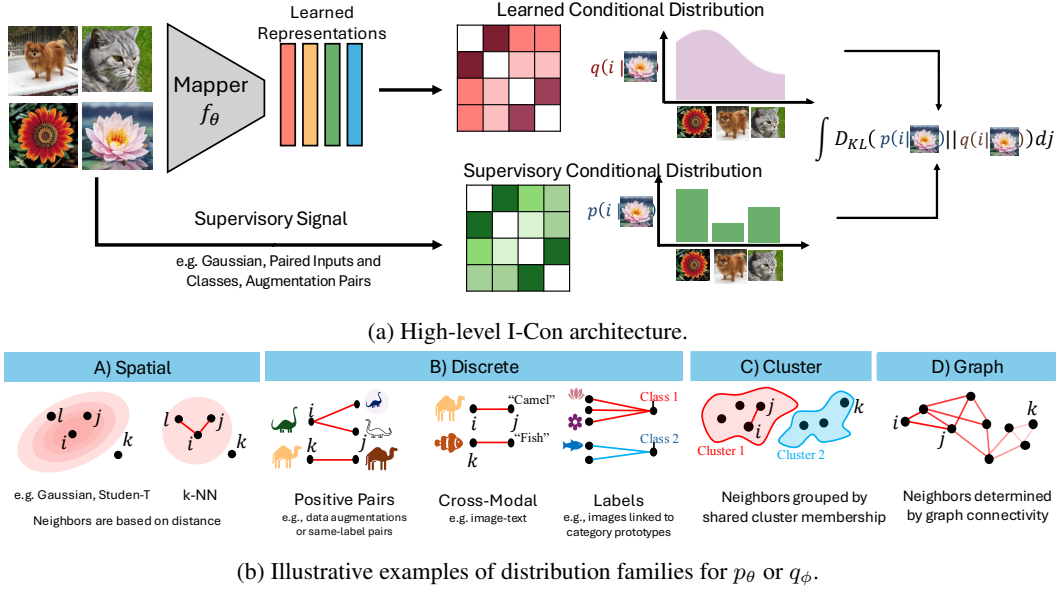 Learned Conditional Distribution
Learned
Representations
Mapper
f_θ
q(i|
∫ D_KL( p(i| )||q(i| ))dj
Supervisory Conditional Distribution
p(i| )
Supervisory Signal
e.g. Gaussian, Paired Inputs and
Classes, Augmentation Pairs
(a) High-level I-Con architecture.
A) Spatial
B) Discrete
C) Cluster
D) Graph
l
j
i
k
l
j
i
k
i
j
k
j
"Camel"
i
j
"Fish"
k
Class 1
Class 2
j
i
k
Cluster 1
Cluster 2
i
j
k
e.g. Gaussian, Studen-T
k-NN
Neighbors are based on distance
Positive Pairs
e.g., data augmentations
or same-label pairs
Cross-Modal
e.g. image-text
Labels
e.g., images linked to
category prototypes
Neighbors grouped by
shared cluster membership
Neighbors determined
by graph connectivity
(b) Illustrative examples of distribution families for p_θ or q_ϕ.